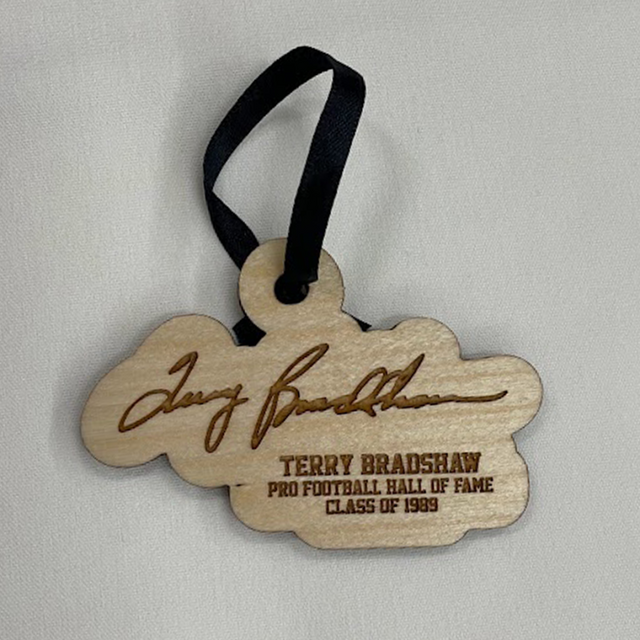 Terry Bradshaw
TERRY BRADSHAW
PRO FOOTBALL HALL OF FAME
CLASS OF 1989